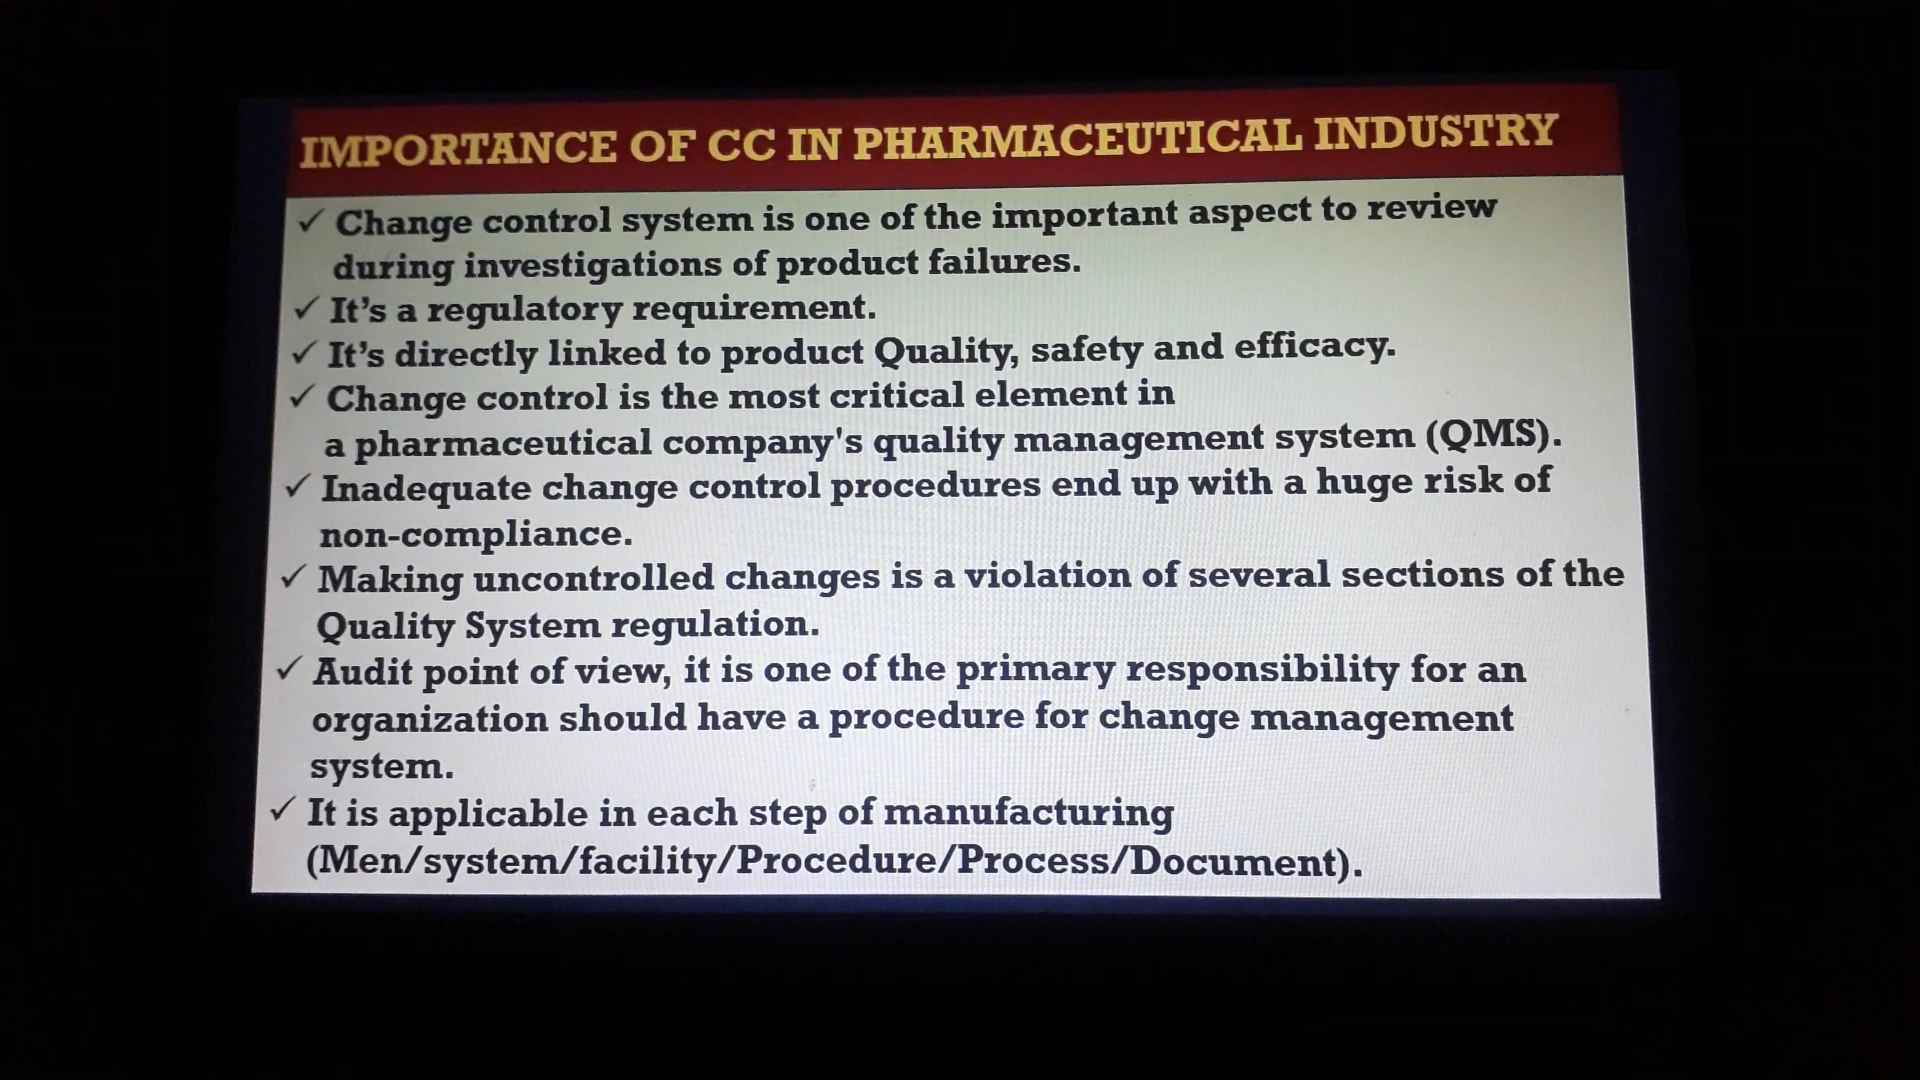 IMPORTANCE OF CC IN PHARMACEUTICAL INDUSTRY
✓ Change control system is one of the important aspect to review
during investigations of product failures.
✓ It’s a regulatory requirement.
✓ It’s directly linked to product Quality, safety and efficacy.
✓ Change control is the most critical element in
a pharmaceutical company's quality management system (QMS).
✓ Inadequate change control procedures end up with a huge risk of
non-compliance.
✓ Making uncontrolled changes is a violation of several sections of the
Quality System regulation.
✓ Audit point of view, it is one of the primary responsibility for an
organization should have a procedure for change management
system.
✓ It is applicable in each step of manufacturing
(Men/system/facility/Procedure/Process/Document).